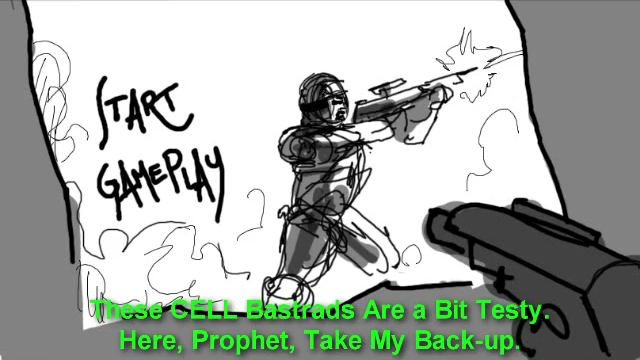 START
GAMEPLAY
These CELL Bastrads Are a Bit Testy.
Here, Prophet, Take My Back-up.